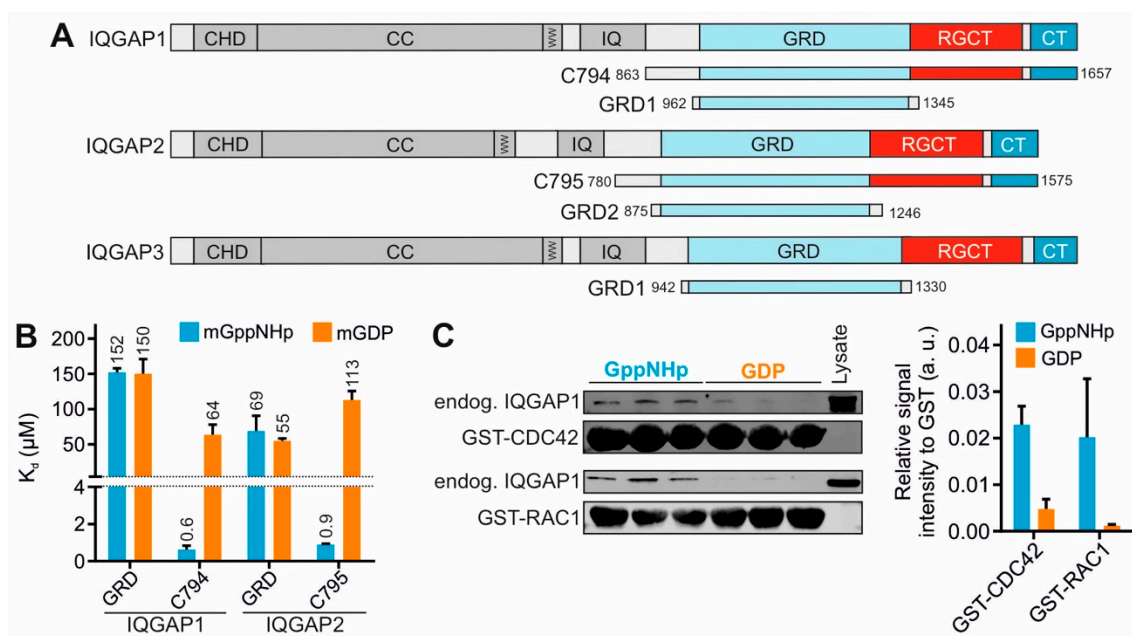 A
IQGAP1
CHD
CC
WW
IQ
GRD
RGCT
CT
C794 863
1657
GRD1 962
1345
IQGAP2
CHD
CC
WW
IQ
GRD
RGCT
CT
C795 780
1575
GRD2 875
1246
IQGAP3
CHD
CC
WW
IQ
GRD
RGCT
CT
GRD1 942
1330
B
mGppNHp
mGDP
Kd (µM)
200
150
100
50
4
2
0
152
150
0.6
64
69
55
0.9
113
GRD
C794
GRD
C795
IQGAP1
IQGAP2
C
GppNHp
GDP
Lysate
endog. IQGAP1
GST-CDC42
endog. IQGAP1
GST-RAC1
GppNHp
GDP
Relative signal
intensity to GST (a. u.)
0.04
0.03
0.02
0.01
0.00
GST-CDC42
GST-RAC1